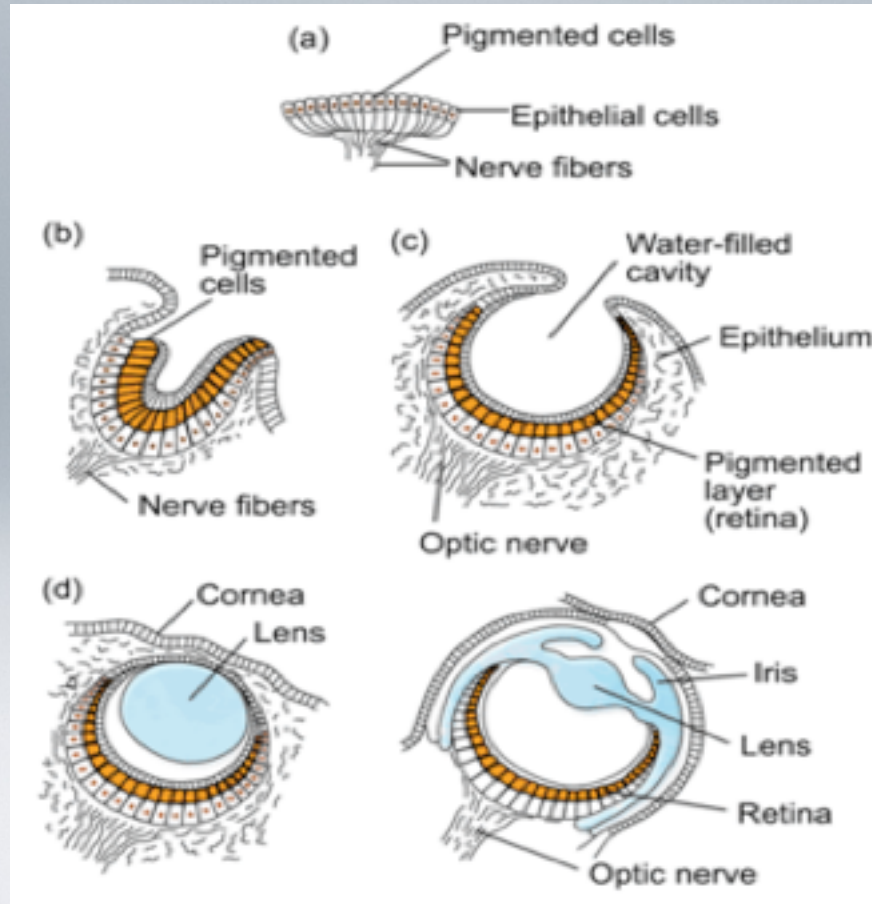 (a)
Pigmented cells
Epithelial cells
Nerve fibers
(b)
Pigmented
cells
Nerve fibers
(c)
Water-filled
cavity
Epithelium
Pigmented
layer
(retina)
Optic nerve
(d)
Cornea
Lens
Cornea
Iris
Lens
Retina
Optic nerve